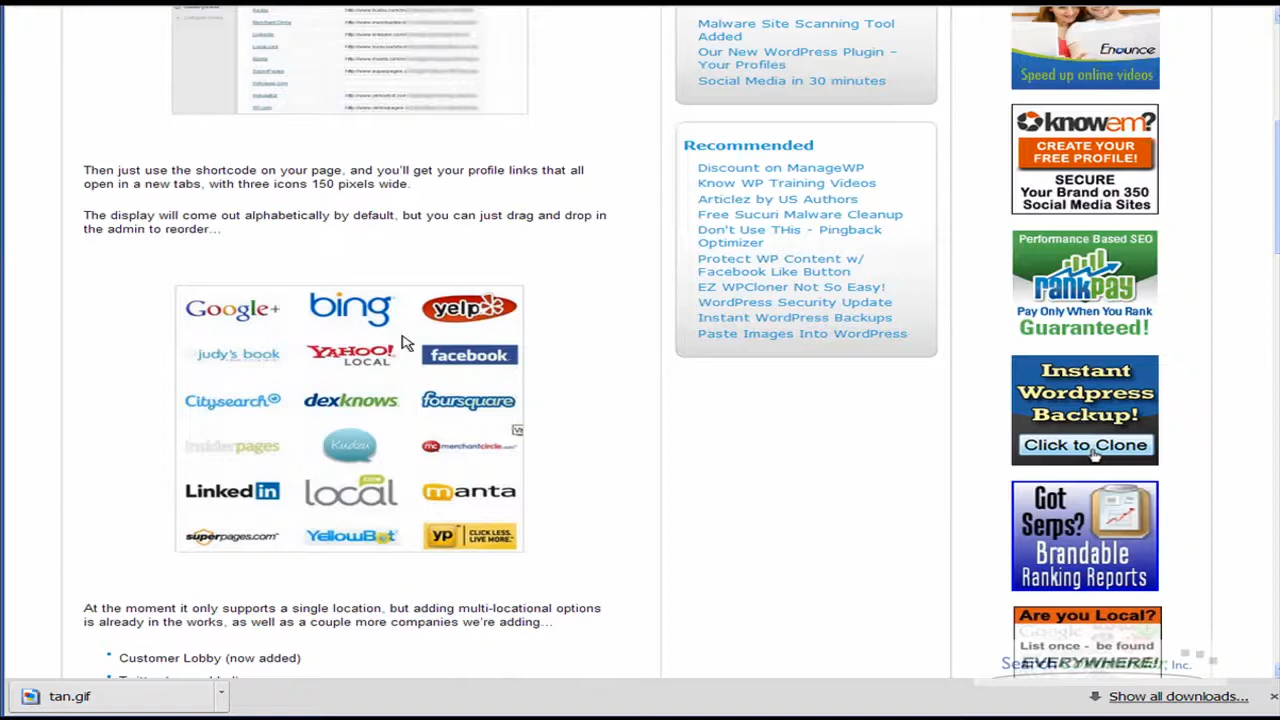 Merchant Circle
LinkedIn
Local.com
SuperPages
YP.com
Then just use the shortcode on your page, and you'll get your profile links that all
open in a new tabs, with three icons 150 pixels wide.
The display will come out alphabetically by default, but you can just drag and drop in
the admin to reorder...
Google+ bing yelp
judy's book YAHOO! LOCAL facebook
Citysearch dexknows foursquare
insiderpages Kudzu merchantcircle
LinkedIn local.com manta
superpages.com YellowBot yp CLICK LESS. LIVE MORE.
At the moment it only supports a single location, but adding multi-locational options
is already in the works, as well as a couple more companies we're adding...
Customer Lobby (now added)
Malware Site Scanning Tool
Added
Our New WordPress Plugin –
Your Profiles
Social Media in 30 minutes
Recommended
Discount on ManageWP
Know WP Training Videos
Articlez by US Authors
Free Sucuri Malware Cleanup
Don't Use THis - Pingback
Optimizer
Protect WP Content w/
Facebook Like Button
EZ WPCloner Not So Easy!
WordPress Security Update
Instant WordPress Backups
Paste Images Into WordPress
Enounce
Speed up online videos
knowem?
CREATE YOUR
FREE PROFILE!
SECURE
Your Brand on 350
Social Media Sites
Performance Based SEO
rankpay
Pay Only When You Rank
Guaranteed!
Instant
Wordpress
Backup!
Click to Clone
Got
Serps?
Brandable
Ranking Reports
Are you Local?
List once - be found
EVERYWHERE!
tan.gif
Show all downloads...